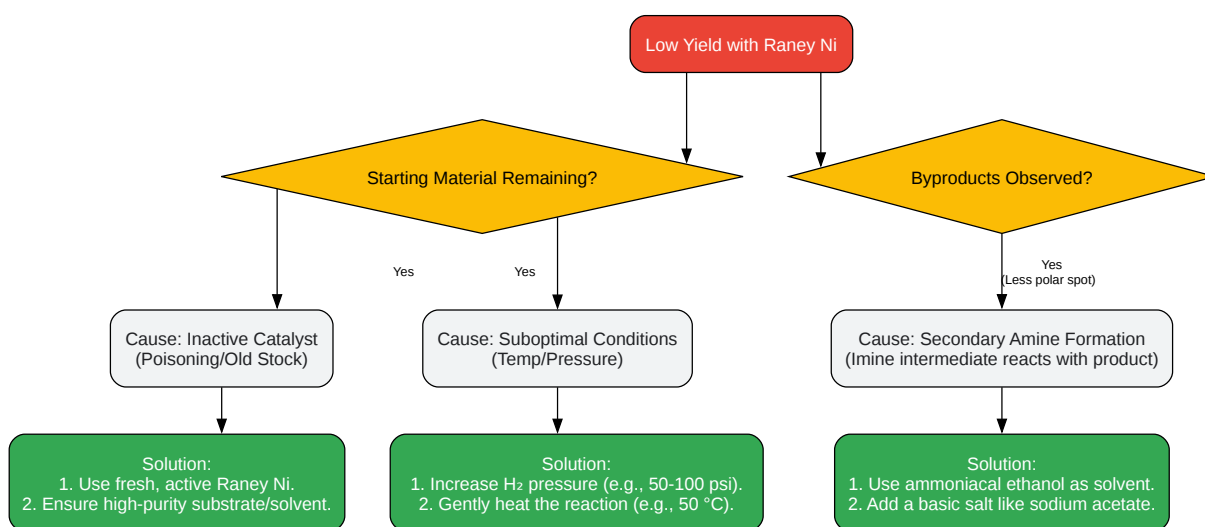 Low Yield with Raney Ni
Starting Material Remaining?
Byproducts Observed?
Yes
Yes
Yes
(Less polar spot)
Cause: Inactive Catalyst
(Poisoning/Old Stock)
Cause: Suboptimal Conditions
(Temp/Pressure)
Cause: Secondary Amine Formation
(Imine intermediate reacts with product)
Solution:
1. Use fresh, active Raney Ni.
2. Ensure high-purity substrate/solvent.
Solution:
1. Increase H₂ pressure (e.g., 50-100 psi).
2. Gently heat the reaction (e.g., 50 °C).
Solution:
1. Use ammoniacal ethanol as solvent.
2. Add a basic salt like sodium acetate.